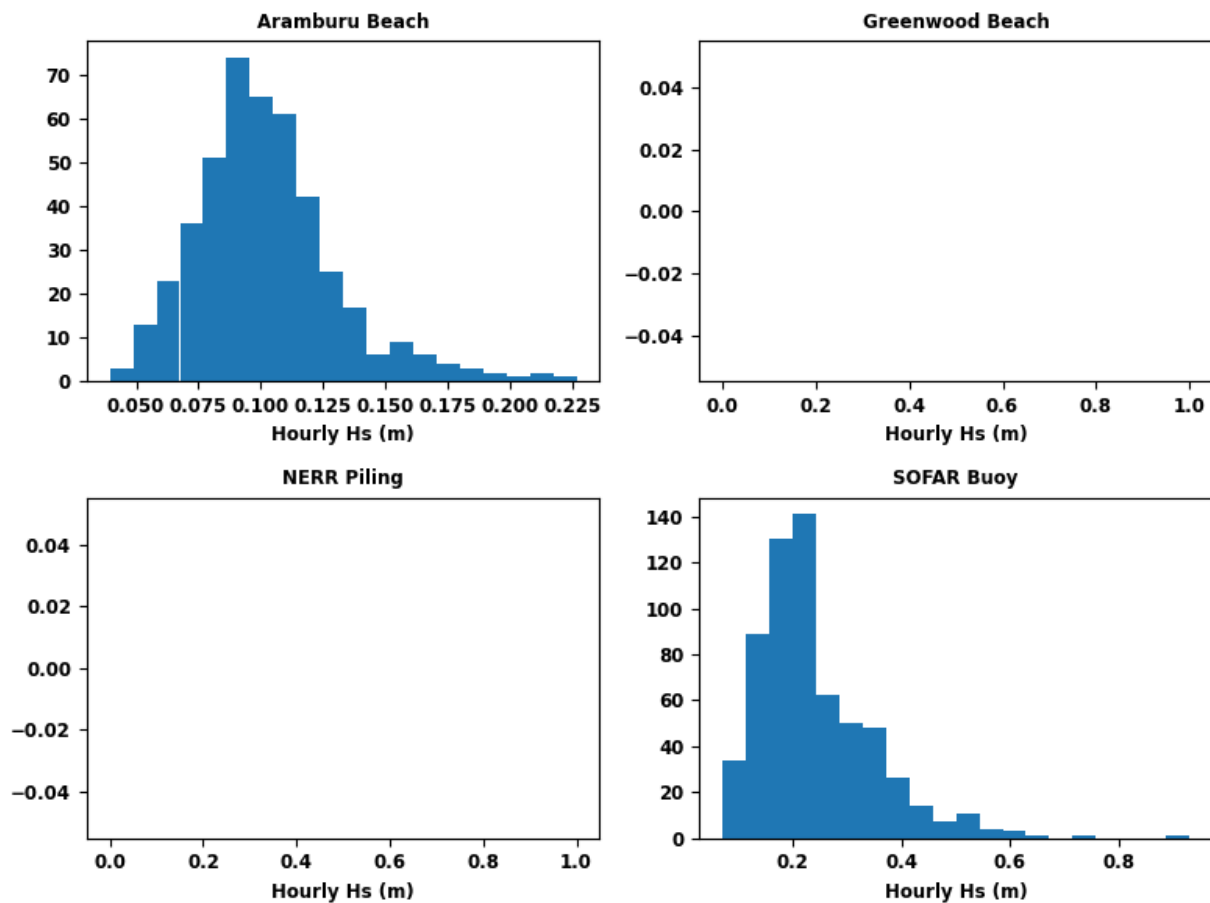 Aramburu Beach
70
60
50
40
30
20
10
0
0.050 0.075 0.100 0.125 0.150 0.175 0.200 0.225
Hourly Hs (m)
Greenwood Beach
0.04
0.02
0.00
−0.02
−0.04
0.0 0.2 0.4 0.6 0.8 1.0
Hourly Hs (m)
NERR Piling
0.04
0.02
0.00
−0.02
−0.04
0.0 0.2 0.4 0.6 0.8 1.0
Hourly Hs (m)
SOFAR Buoy
140
120
100
80
60
40
20
0
0.2 0.4 0.6 0.8
Hourly Hs (m)